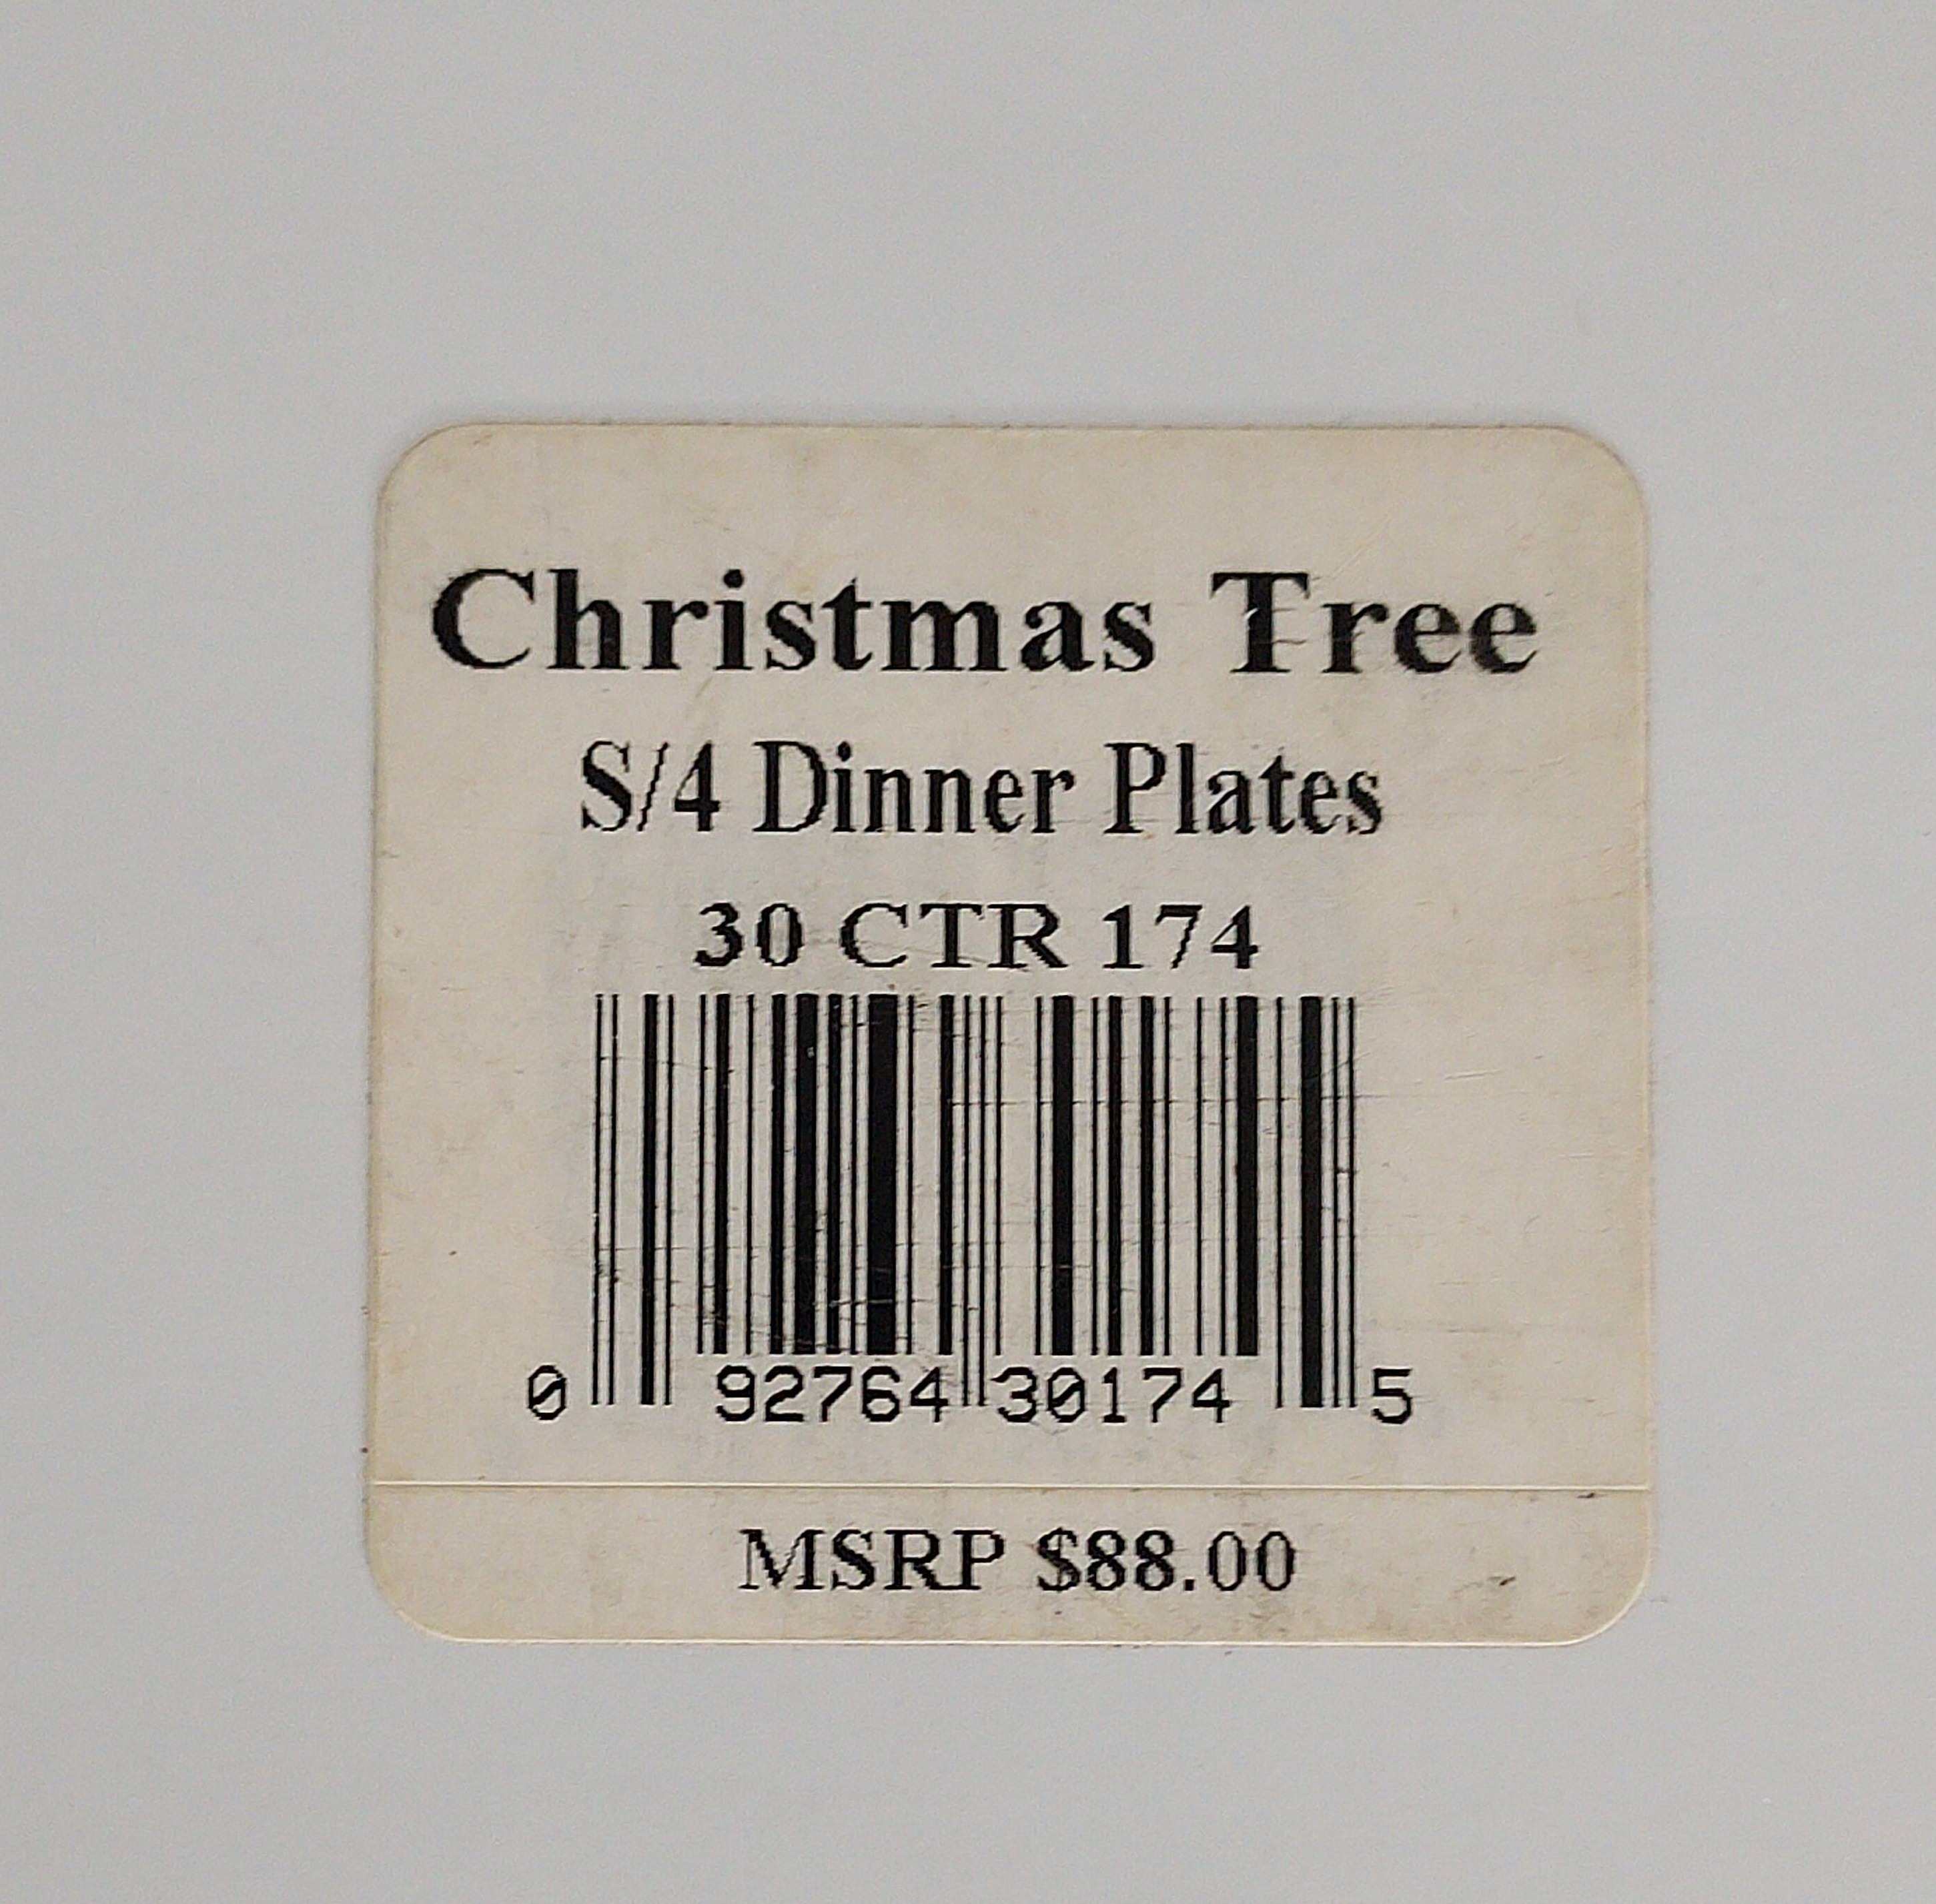 Christmas Tree
S/4 Dinner Plates
30 CTR 174
0 92764 30174 5
MSRP $88.00